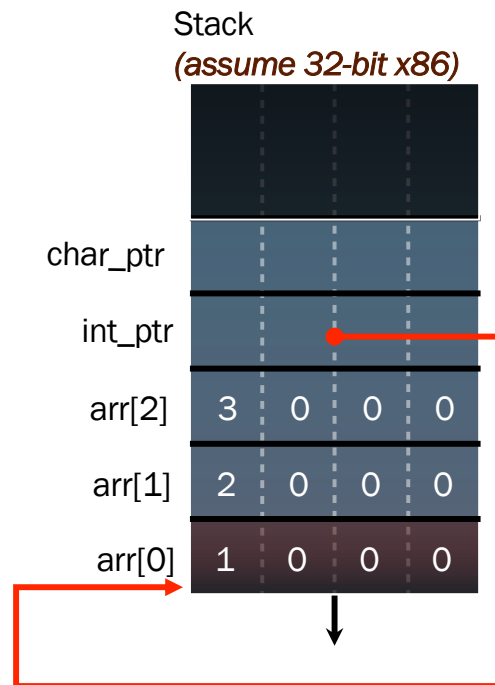 Stack
(assume 32-bit x86)
char_ptr
int_ptr
arr[2] 3 0 0 0
arr[1] 2 0 0 0
arr[0] 1 0 0 0